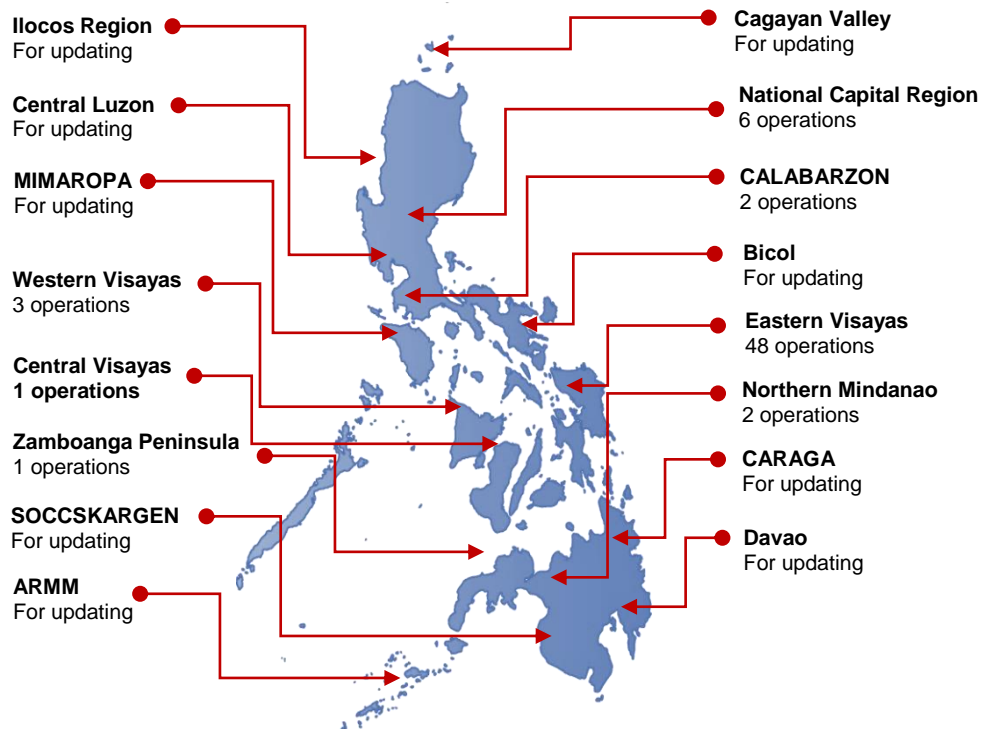 Ilocos Region
For updating
Central Luzon
For updating
MIMAROPA
For updating
Western Visayas
3 operations
Central Visayas
1 operations
Zamboanga Peninsula
1 operations
SOCCSKARGEN
For updating
ARMM
For updating
Cagayan Valley
For updating
National Capital Region
6 operations
CALABARZON
2 operations
Bicol
For updating
Eastern Visayas
48 operations
Northern Mindanao
2 operations
CARAGA
For updating
Davao
For updating